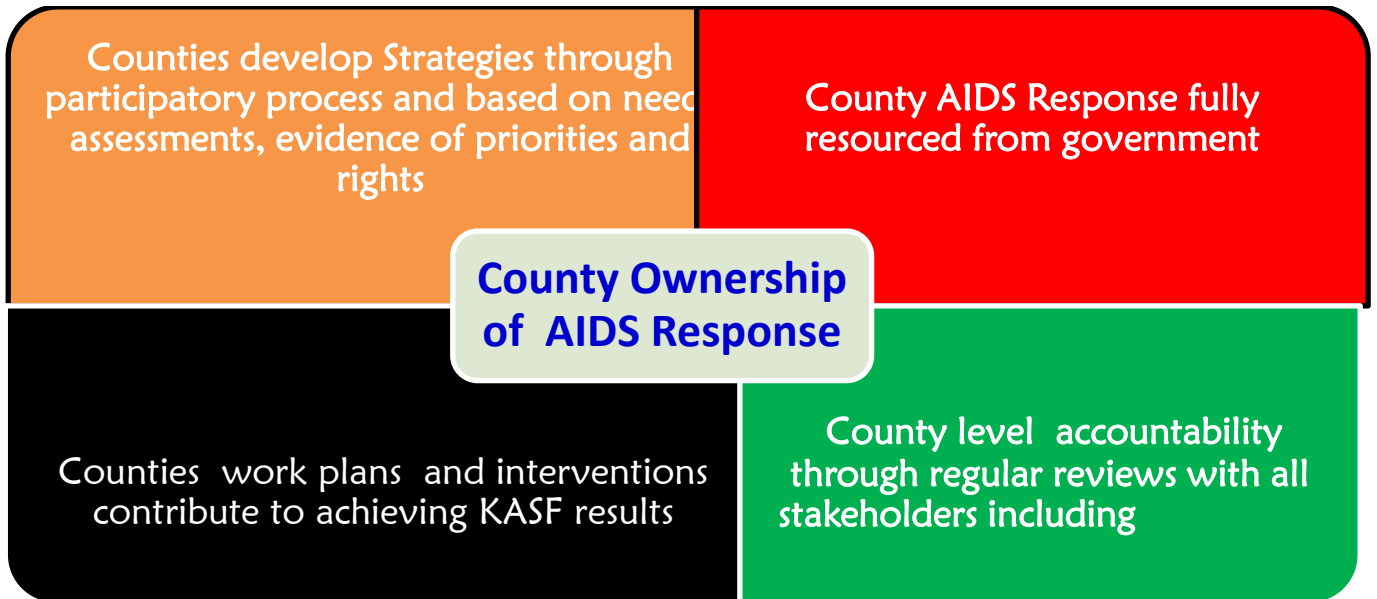 Counties develop Strategies through
participatory process and based on need
assessments, evidence of priorities and
rights
County AIDS Response fully
resourced from government
County Ownership
of AIDS Response
Counties work plans and interventions
contribute to achieving KASF results
County level accountability
through regular reviews with all
stakeholders including